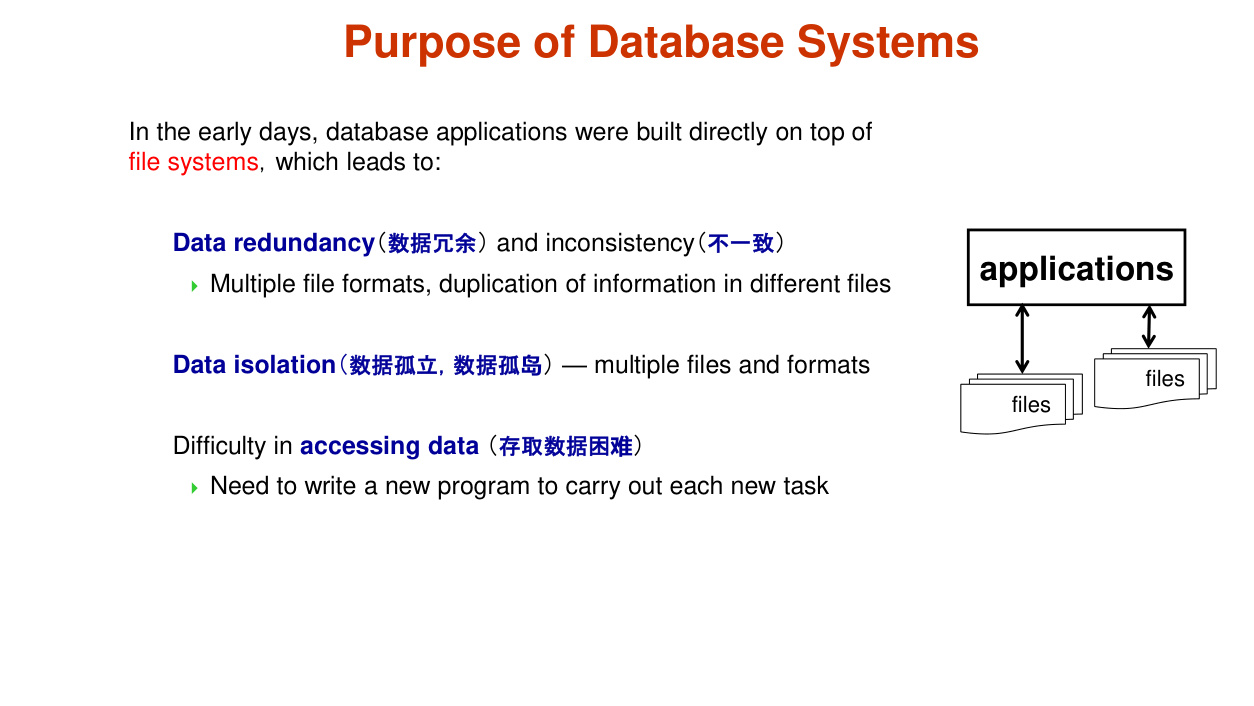 Purpose of Database Systems
In the early days, database applications were built directly on top of
file systems, which leads to:
Data redundancy（数据冗余） and inconsistency（不一致）
Multiple file formats, duplication of information in different files
Data isolation（数据孤立，数据孤岛） — multiple files and formats
Difficulty in accessing data （存取数据困难）
Need to write a new program to carry out each new task
applications
files
files